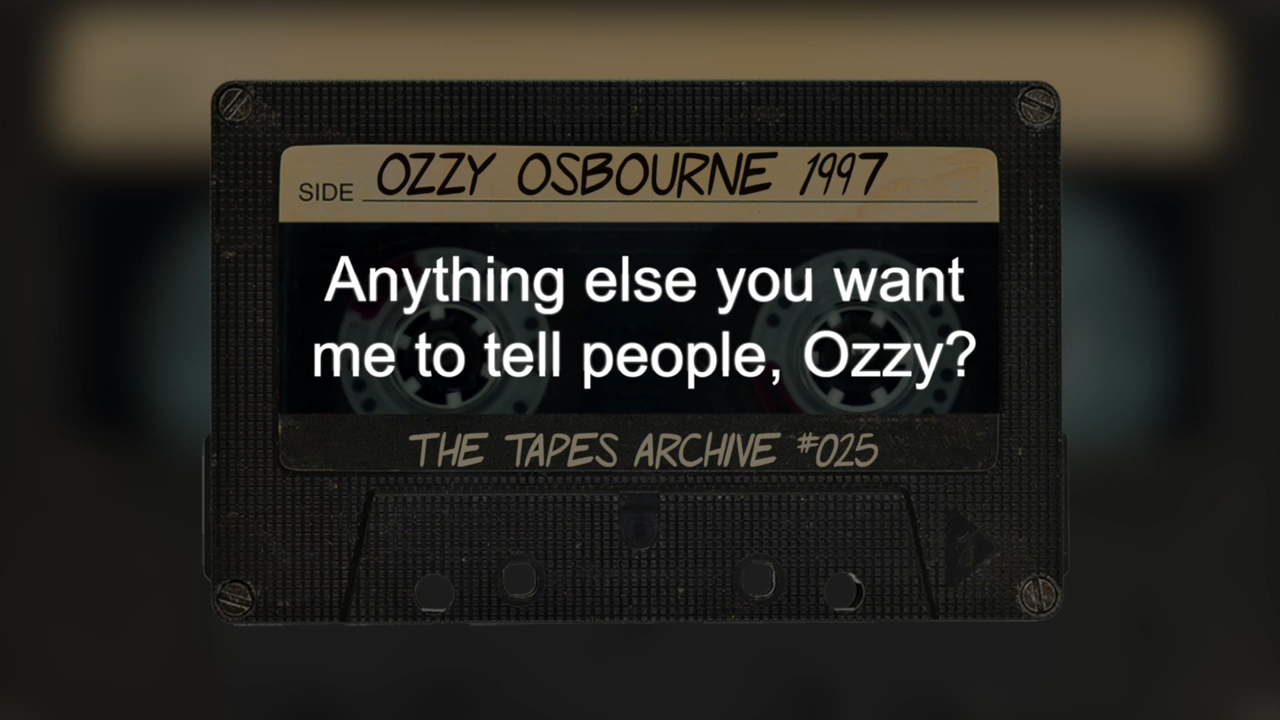 SIDE OZZY OSBOURNE 1997
Anything else you want
me to tell people, Ozzy?
THE TAPES ARCHIVE #025